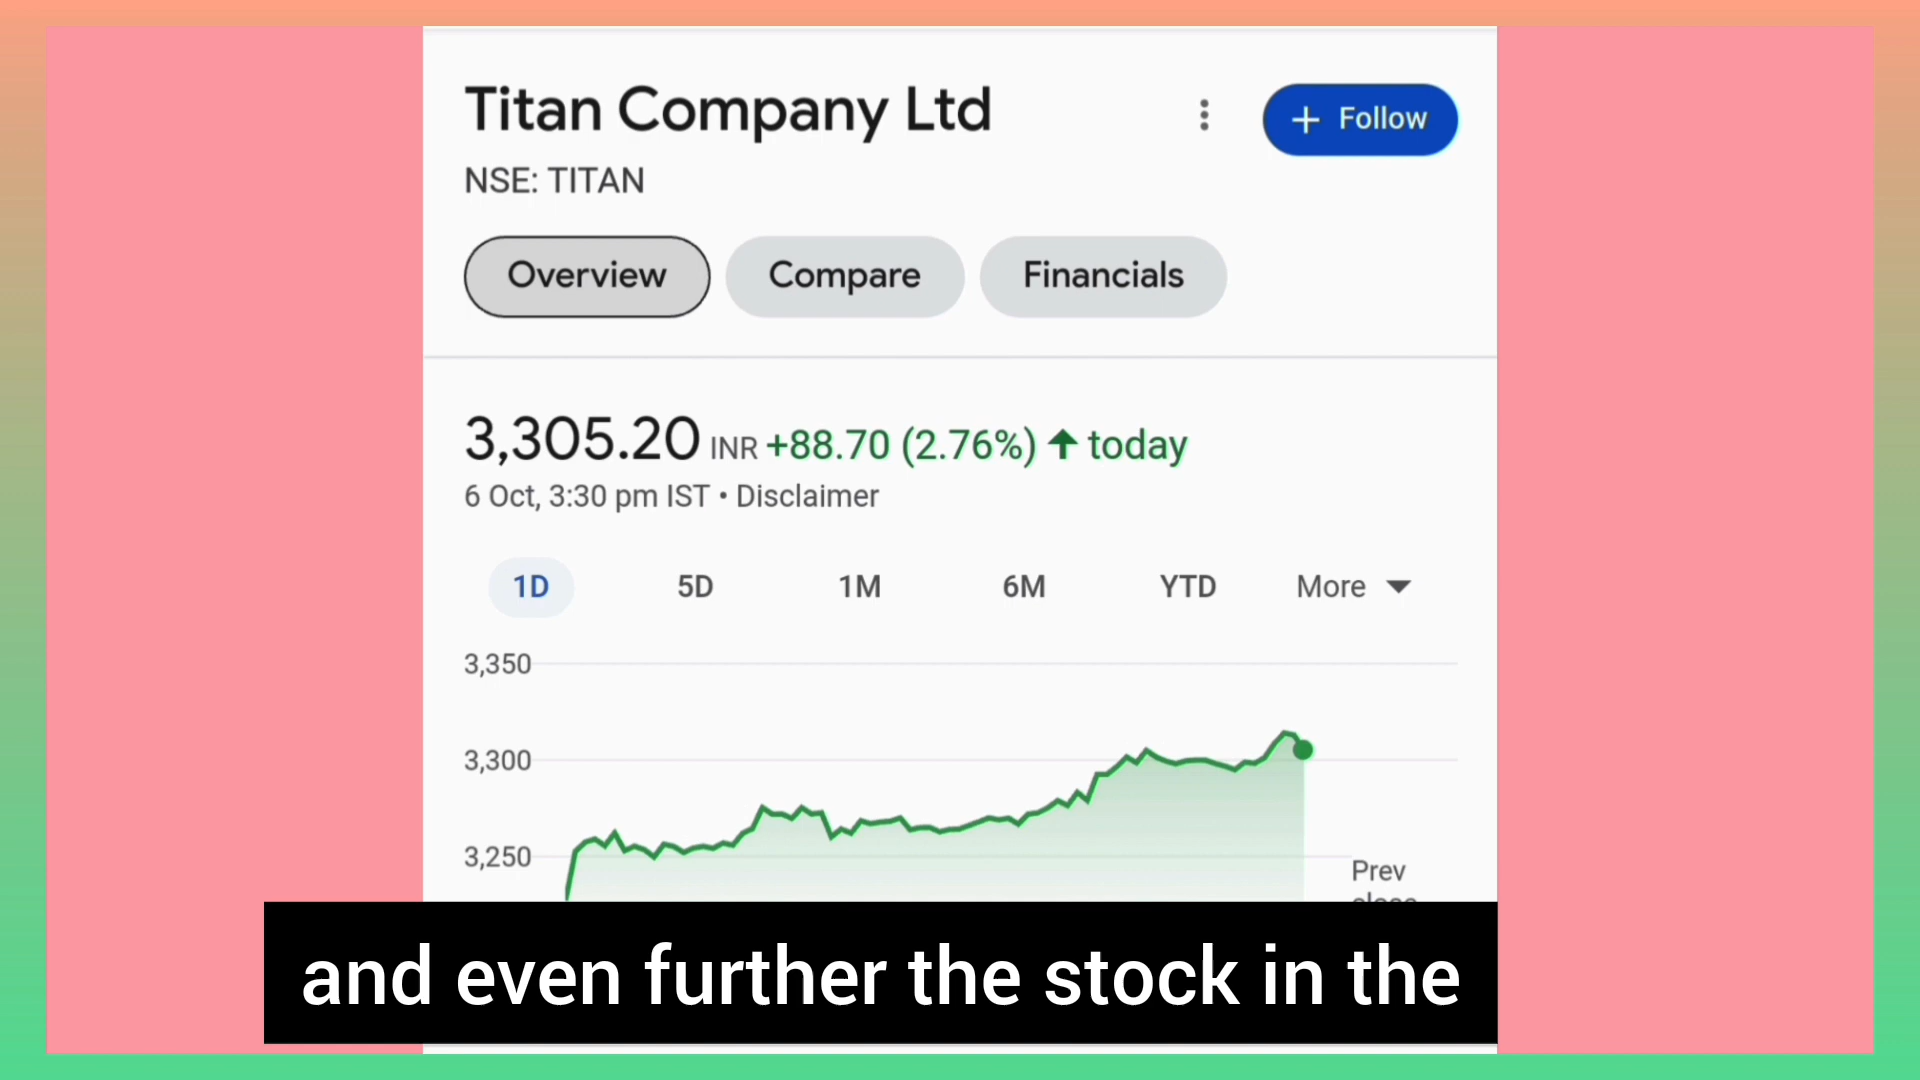 Titan Company Ltd
+ Follow
NSE: TITAN
Overview Compare Financials
3,305.20 INR +88.70 (2.76%) ↑ today
6 Oct, 3:30 pm IST • Disclaimer
1D 5D 1M 6M YTD More
3,350
3,300
3,250
Prev
and even further the stock in the